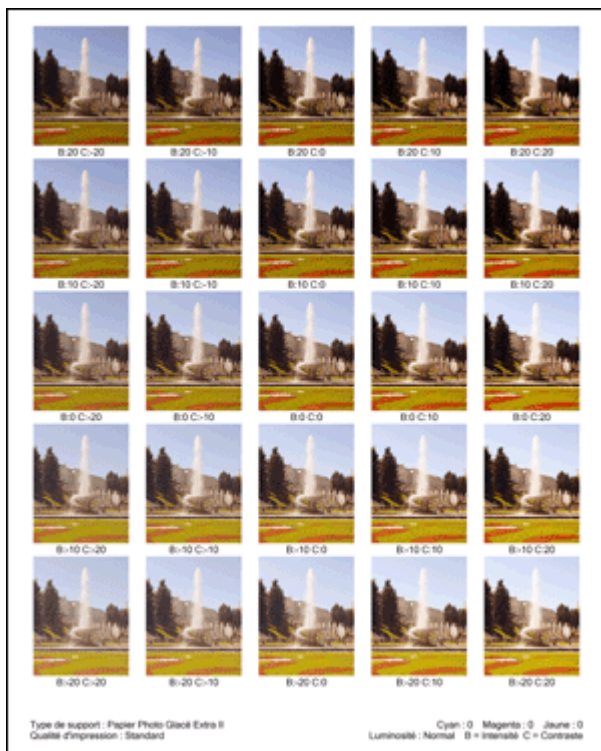 B:20 C:-20 B:20 C:-10 B:20 C:0 B:20 C:10 B:20 C:20
B:10 C:-20 B:10 C:-10 B:10 C:0 B:10 C:10 B:10 C:20
B:0 C:-20 B:0 C:-10 B:0 C:0 B:0 C:10 B:0 C:20
B:-10 C:-20 B:-10 C:-10 B:-10 C:0 B:-10 C:10 B:-10 C:20
B:-20 C:-20 B:-20 C:-10 B:-20 C:0 B:-20 C:10 B:-20 C:20
Type de support : Papier Photo Glacé Extra II Cyan : 0 Magenta : 0 Jaune : 0
Qualité d'impression : Standard Luminosité : Normal B = Intensité C = Contraste